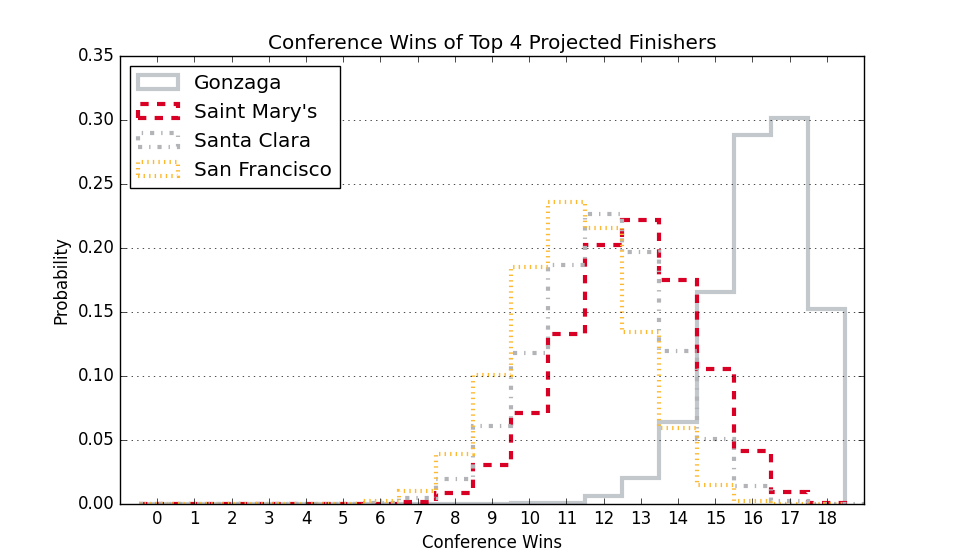 Conference Wins of Top 4 Projected Finishers
0.35
0.30
0.25
0.20
0.15
0.10
0.05
0.00
Probability
Gonzaga
Saint Mary's
Santa Clara
San Francisco
0 1 2 3 4 5 6 7 8 9 10 11 12 13 14 15 16 17 18
Conference Wins